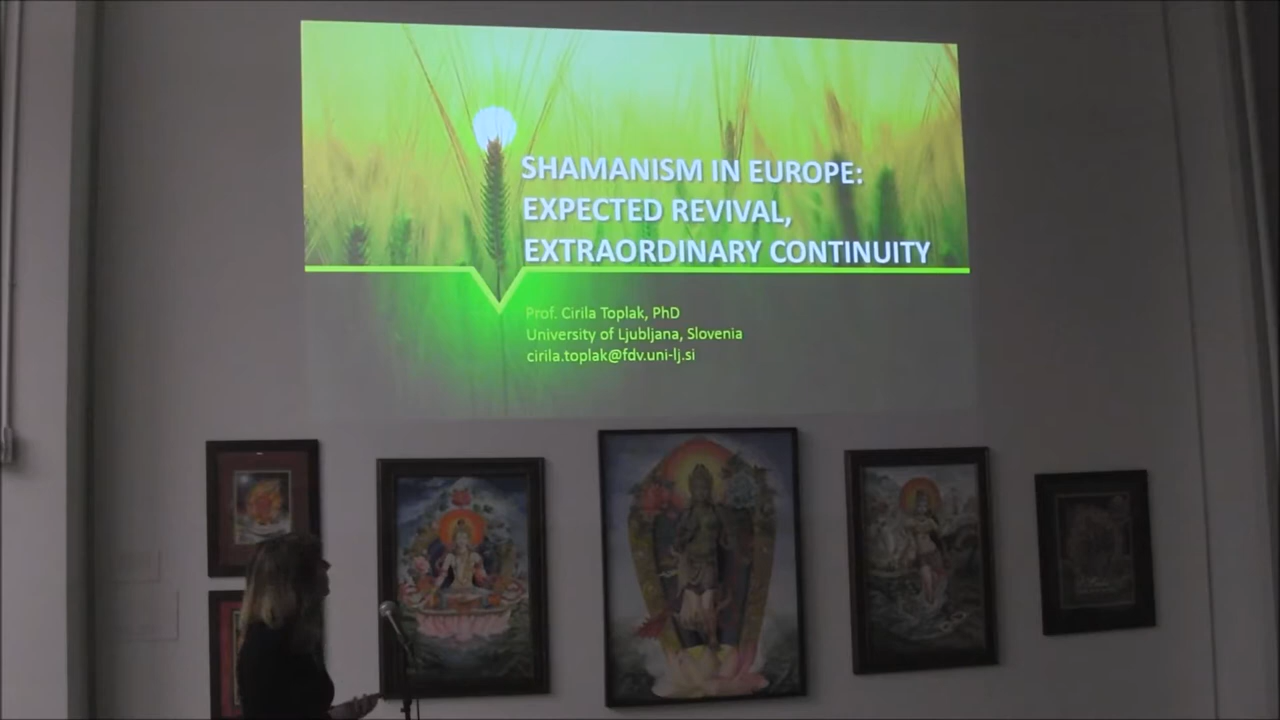 SHAMANISM IN EUROPE:
EXPECTED REVIVAL,
EXTRAORDINARY CONTINUITY
Prof. Cirila Toplak, PhD
University of Ljubljana, Slovenia
cirila.toplak@fdv.uni-lj.si